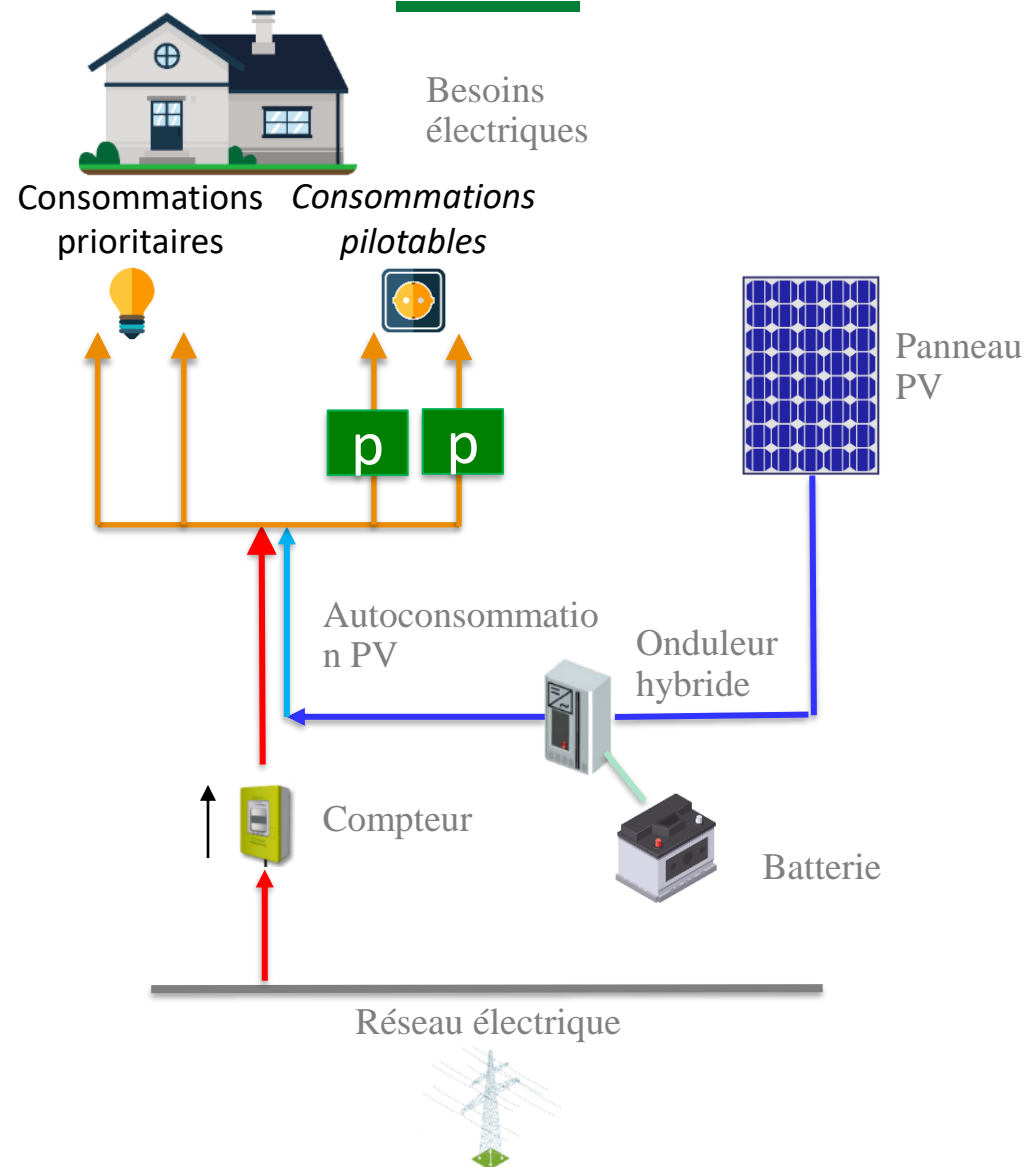 Besoins
électriques
Consommations
prioritaires
Consommations
pilotables
Panneau
PV
p
p
Autoconsommatio
n PV
Onduleur
hybride
Compteur
Batterie
Réseau électrique